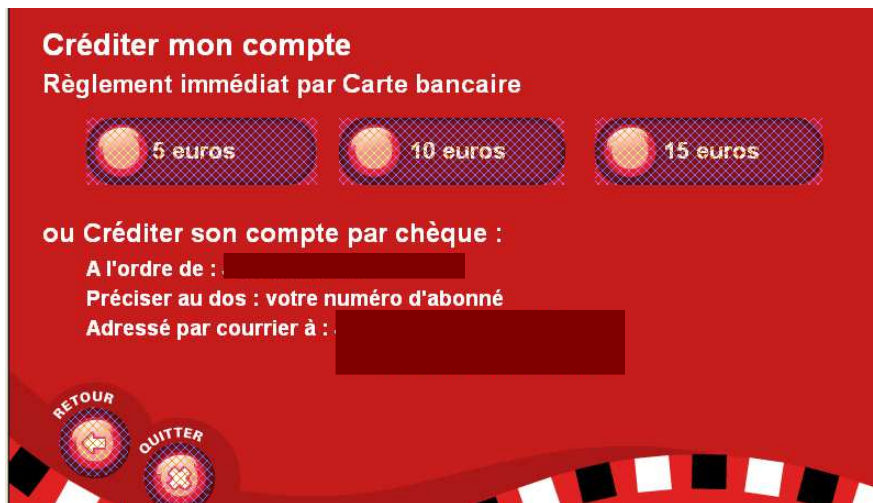 Créditer mon compte
Règlement immédiat par Carte bancaire
5 euros
10 euros
15 euros
ou Créditer son compte par chèque :
A l'ordre de :
Préciser au dos : votre numéro d'abonné
Adressé par courrier à :
RETOUR
QUITTER